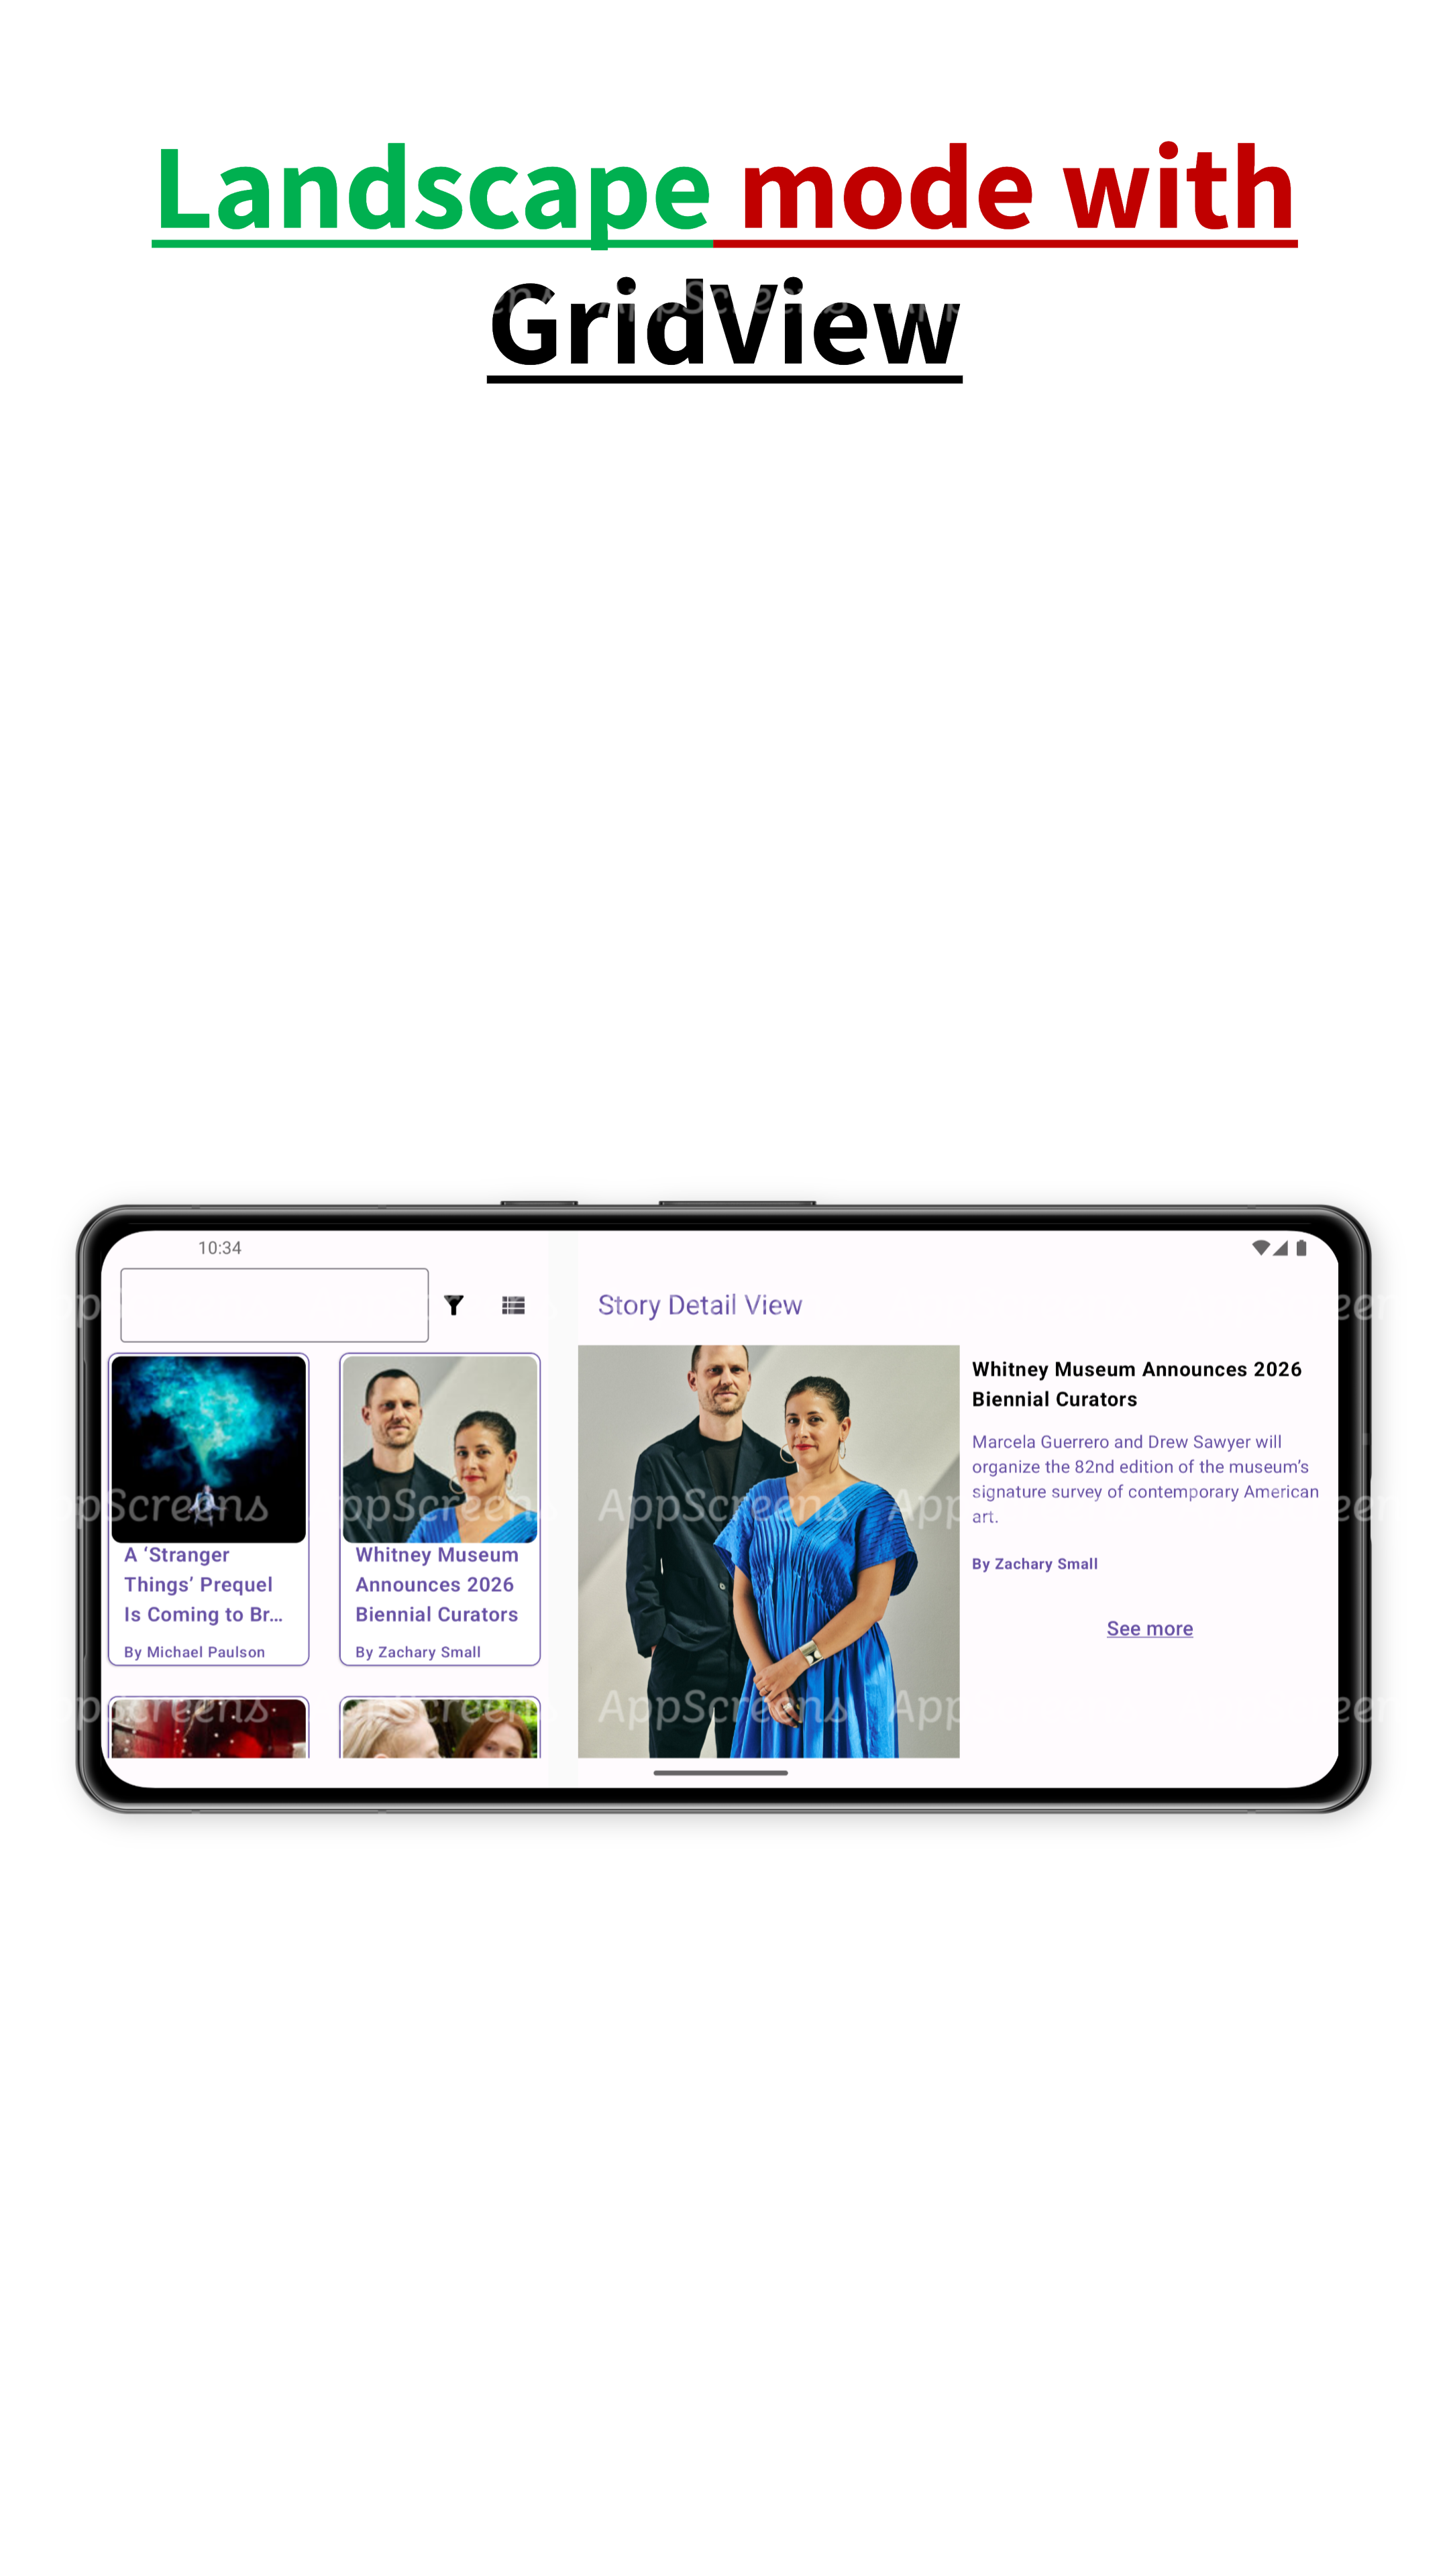 Landscape mode with
GridView
10:34
Story Detail View
A ‘Stranger
Things’ Prequel
Is Coming to Br...
By Michael Paulson
Whitney Museum
Announces 2026
Biennial Curators
By Zachary Small
Whitney Museum Announces 2026
Biennial Curators
Marcela Guerrero and Drew Sawyer will
organize the 82nd edition of the museum’s
signature survey of contemporary American
art.
By Zachary Small
See more
AppScreens
AppScreens
AppScreens